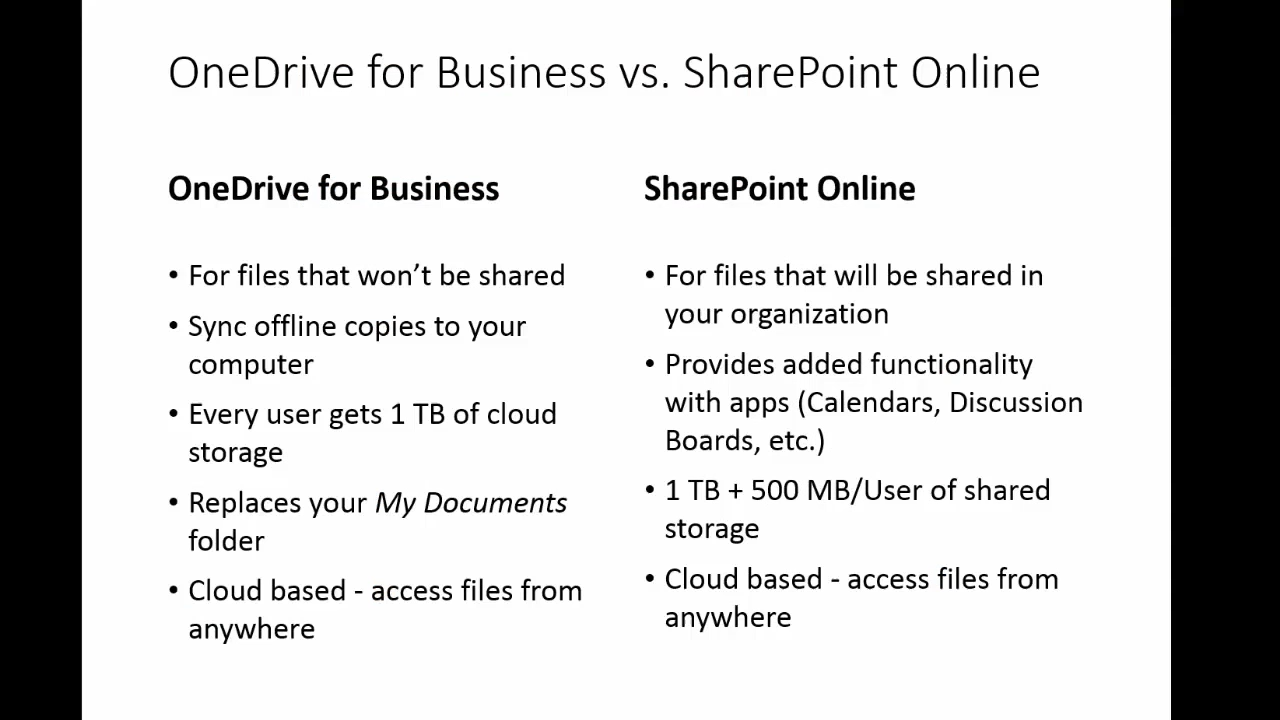 OneDrive for Business vs. SharePoint Online
OneDrive for Business
• For files that won’t be shared
• Sync offline copies to your
computer
• Every user gets 1 TB of cloud
storage
• Replaces your My Documents
folder
• Cloud based - access files from
anywhere
SharePoint Online
• For files that will be shared in
your organization
• Provides added functionality
with apps (Calendars, Discussion
Boards, etc.)
• 1 TB + 500 MB/User of shared
storage
• Cloud based - access files from
anywhere